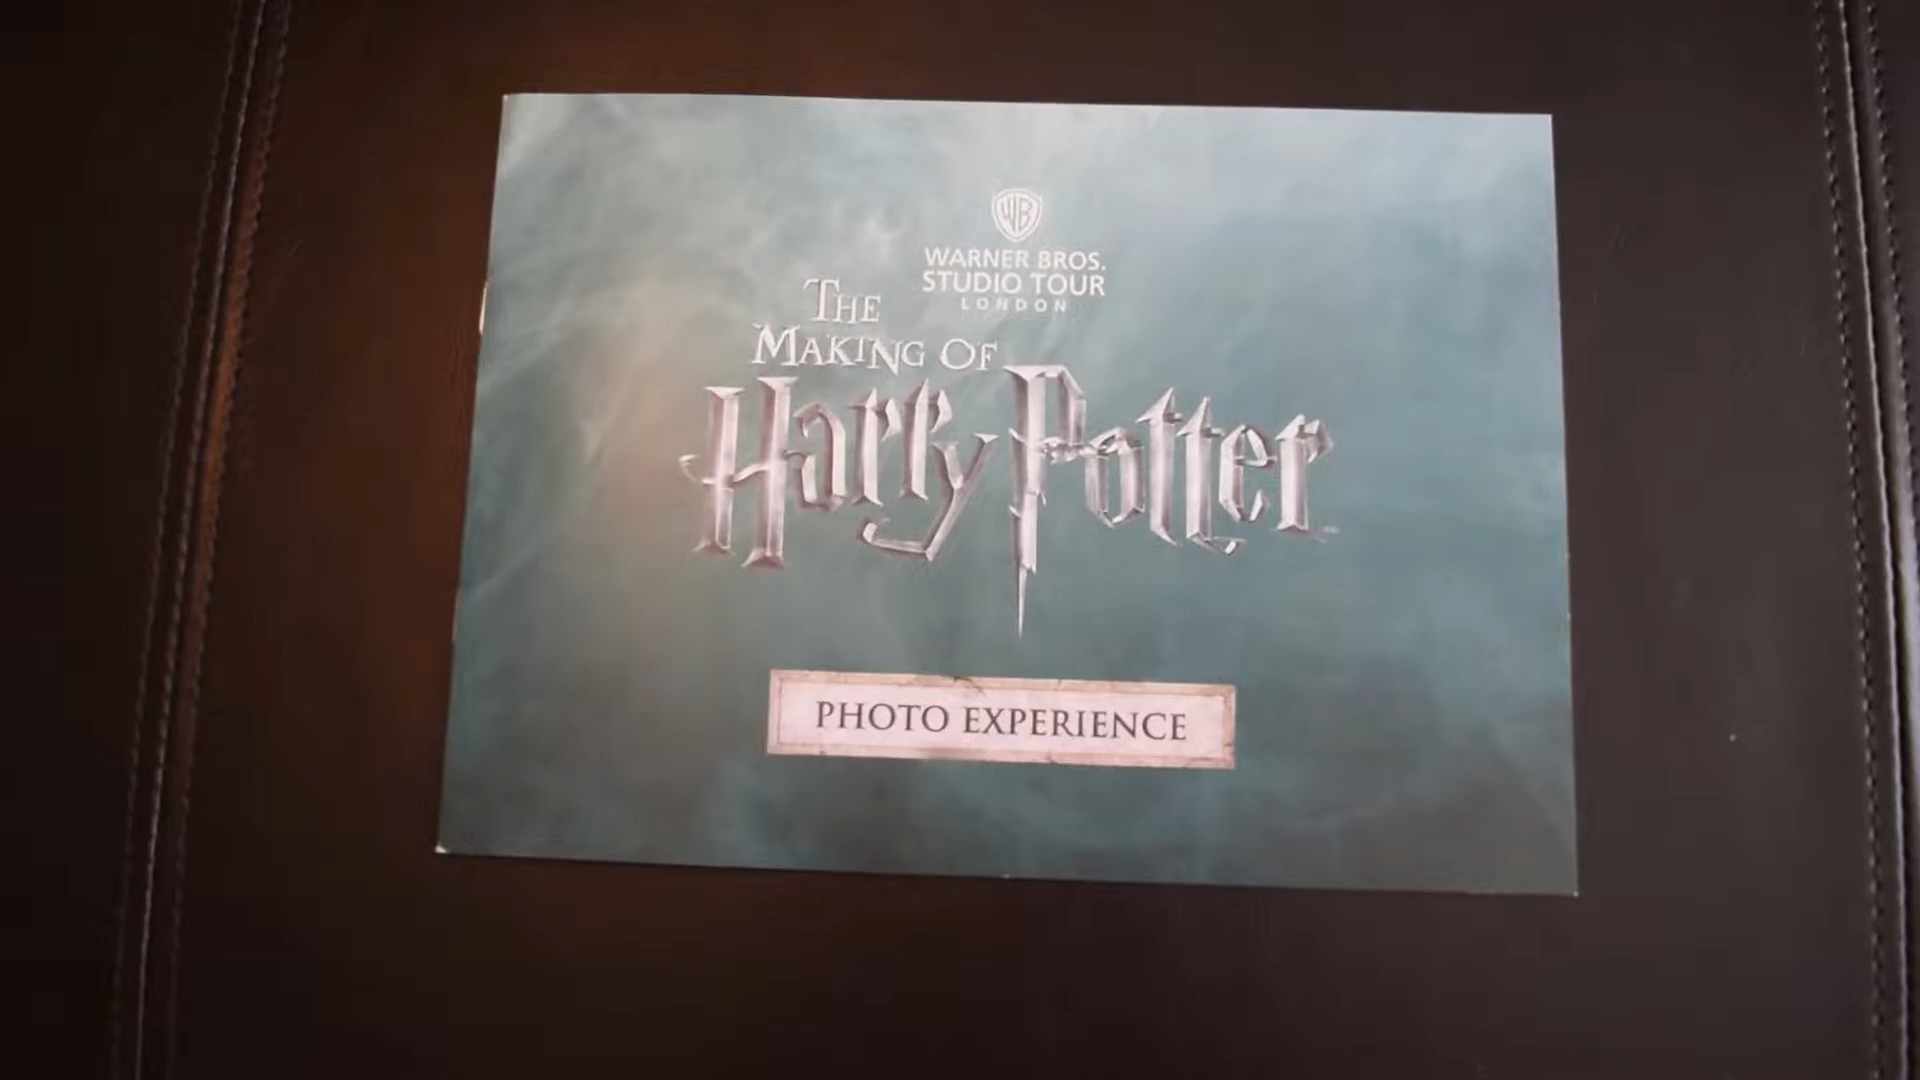 WB
WARNER BROS.
STUDIO TOUR
LONDON
THE
MAKING OF
Harry Potter
PHOTO EXPERIENCE